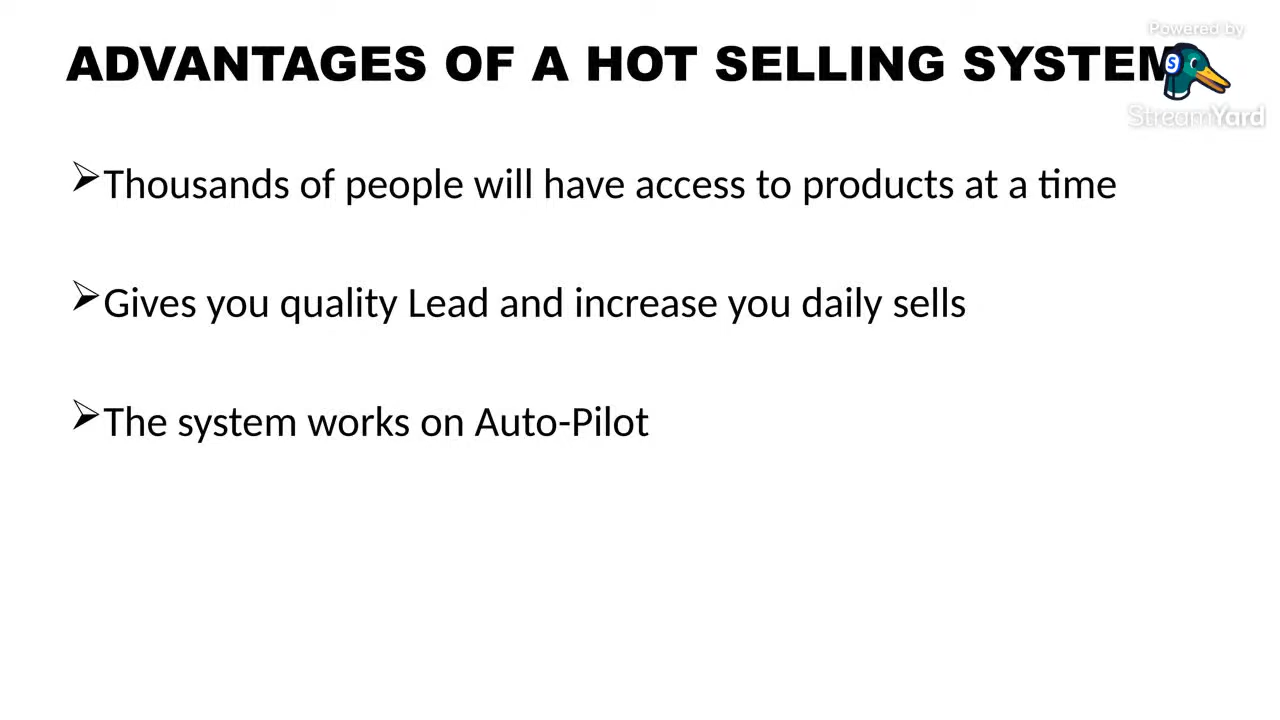 Powered by
ADVANTAGES OF A HOT SELLING SYSTEM
StreamYard
➢Thousands of people will have access to products at a time
➢Gives you quality Lead and increase you daily sells
➢The system works on Auto-Pilot